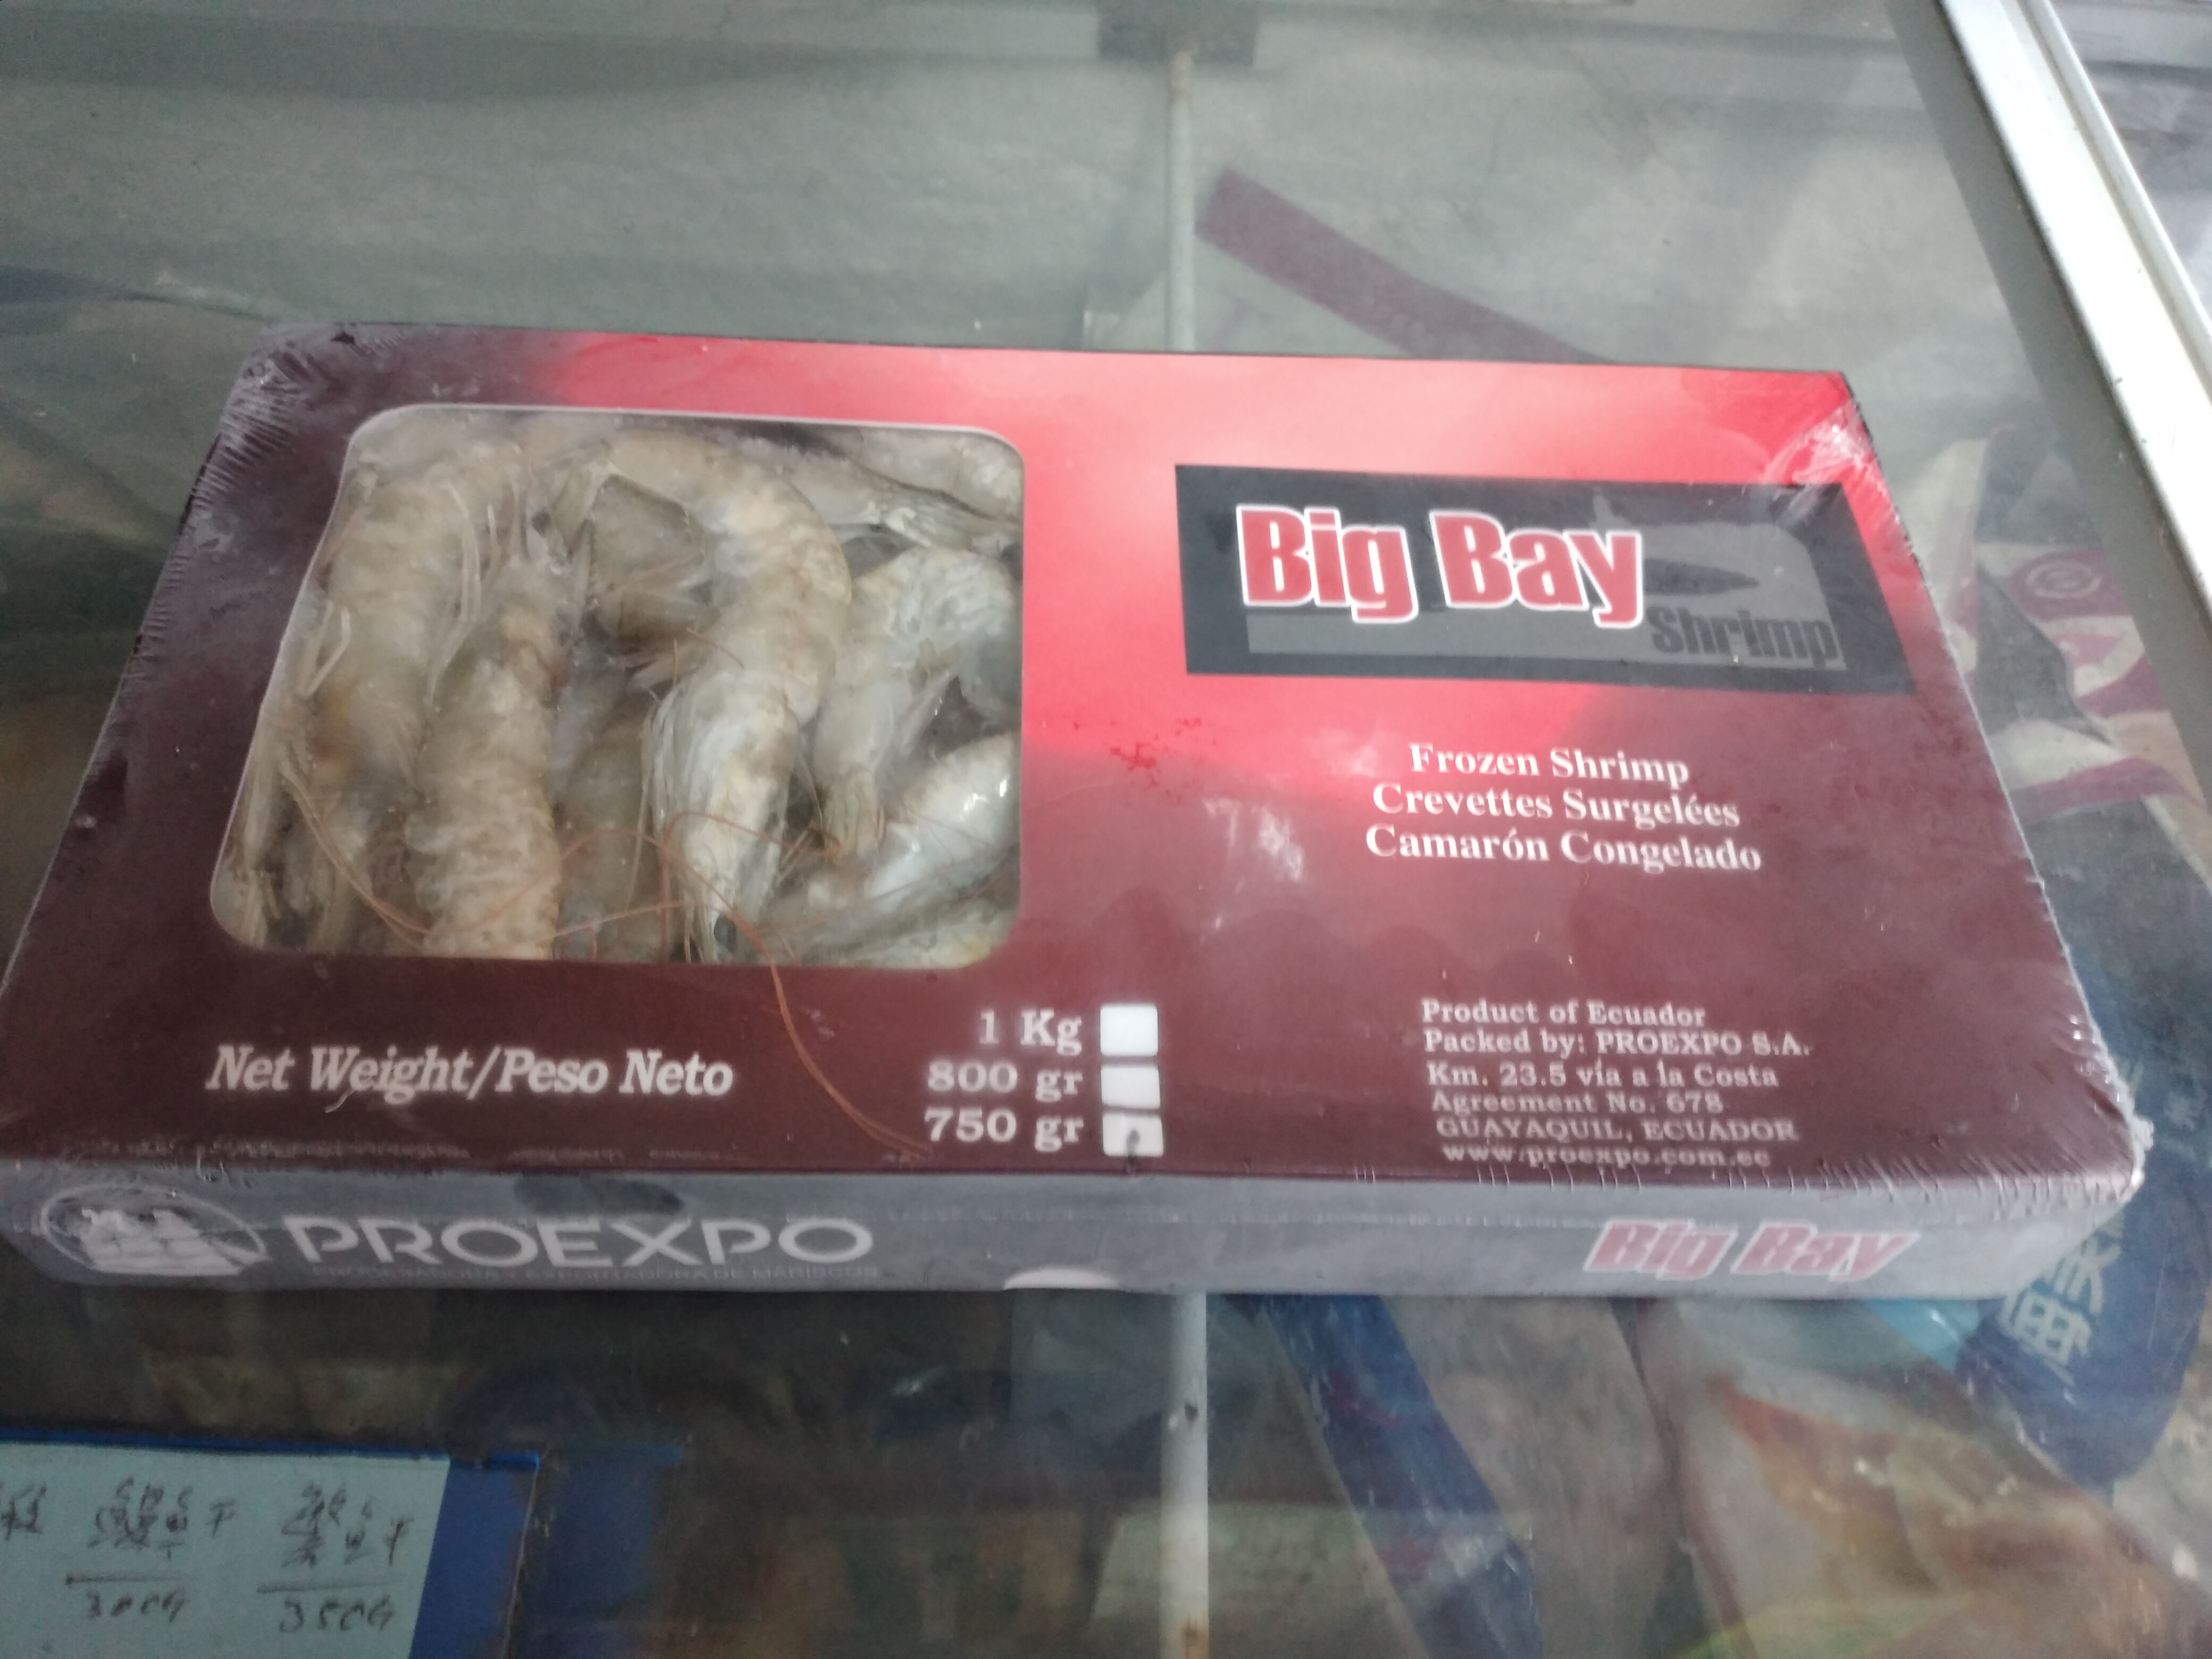 Big Bay
Shrimp
Frozen Shrimp
Crevettes Surgelées
Camarón Congelado
Net Weight/Peso Neto
1 Kg
800 gr
750 gr
Product of Ecuador
Packed by: PROEXPO S.A.
Km. 23.5 vía a la Costa
Agreement No. 678
GUAYAQUIL, ECUADOR
www.proexpo.com.ec
PROEXPO
Big Bay